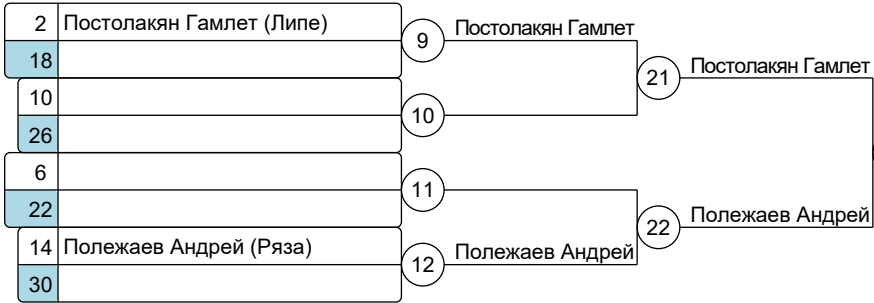 2 Постолакян Гамлет (Липе)
18
9 Постолакян Гамлет
10
26
10
21 Постолакян Гамлет
6
22
11
14 Полежаев Андрей (Ряза)
30
12 Полежаев Андрей
22 Полежаев Андрей